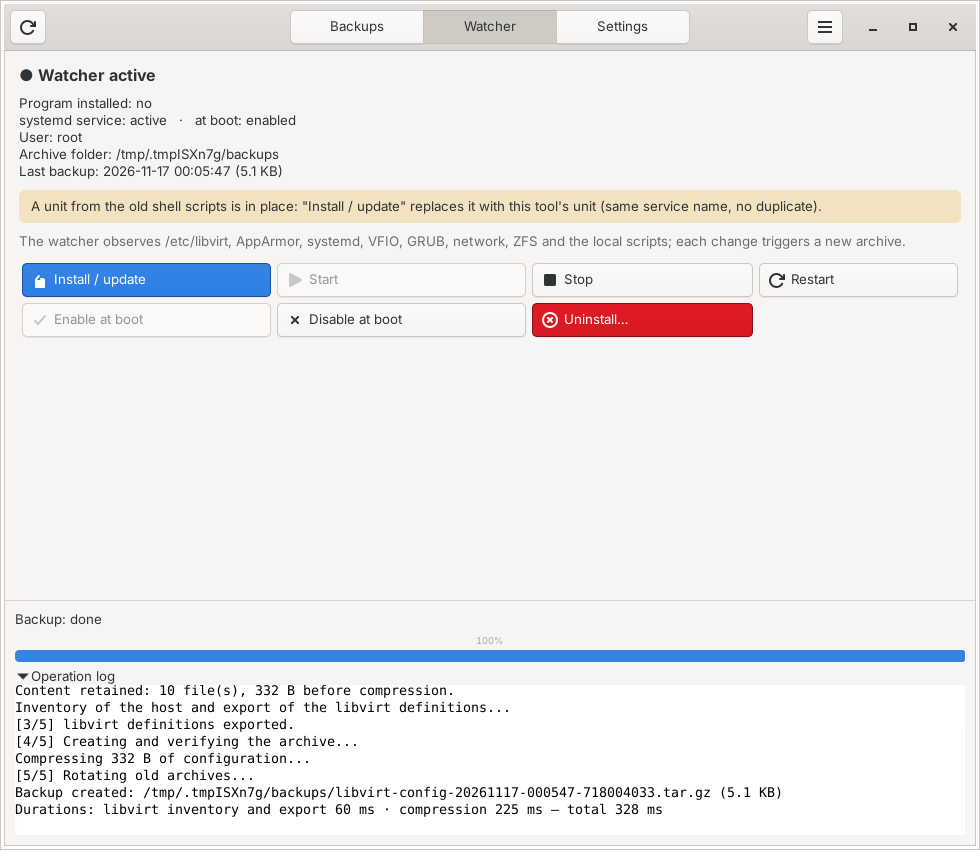 Backups
Watcher
Settings
Watcher active
Program installed: no
systemd service: active · at boot: enabled
User: root
Archive folder: /tmp/.tmpISXn7g/backups
Last backup: 2026-11-17 00:05:47 (5.1 KB)
A unit from the old shell scripts is in place: "Install / update" replaces it with this tool's unit (same service name, no duplicate).
The watcher observes /etc/libvirt, AppArmor, systemd, VFIO, GRUB, network, ZFS and the local scripts; each change triggers a new archive.
Install / update
Start
Stop
Restart
Enable at boot
Disable at boot
Uninstall...
Backup: done
100%
Operation log
Content retained: 10 file(s), 332 B before compression.
Inventory of the host and export of the libvirt definitions...
[3/5] libvirt definitions exported.
[4/5] Creating and verifying the archive...
Compressing 332 B of configuration...
[5/5] Rotating old archives...
Backup created: /tmp/.tmpISXn7g/backups/libvirt-config-20261117-000547-718004033.tar.gz (5.1 KB)
Durations: libvirt inventory and export 60 ms · compression 225 ms — total 328 ms